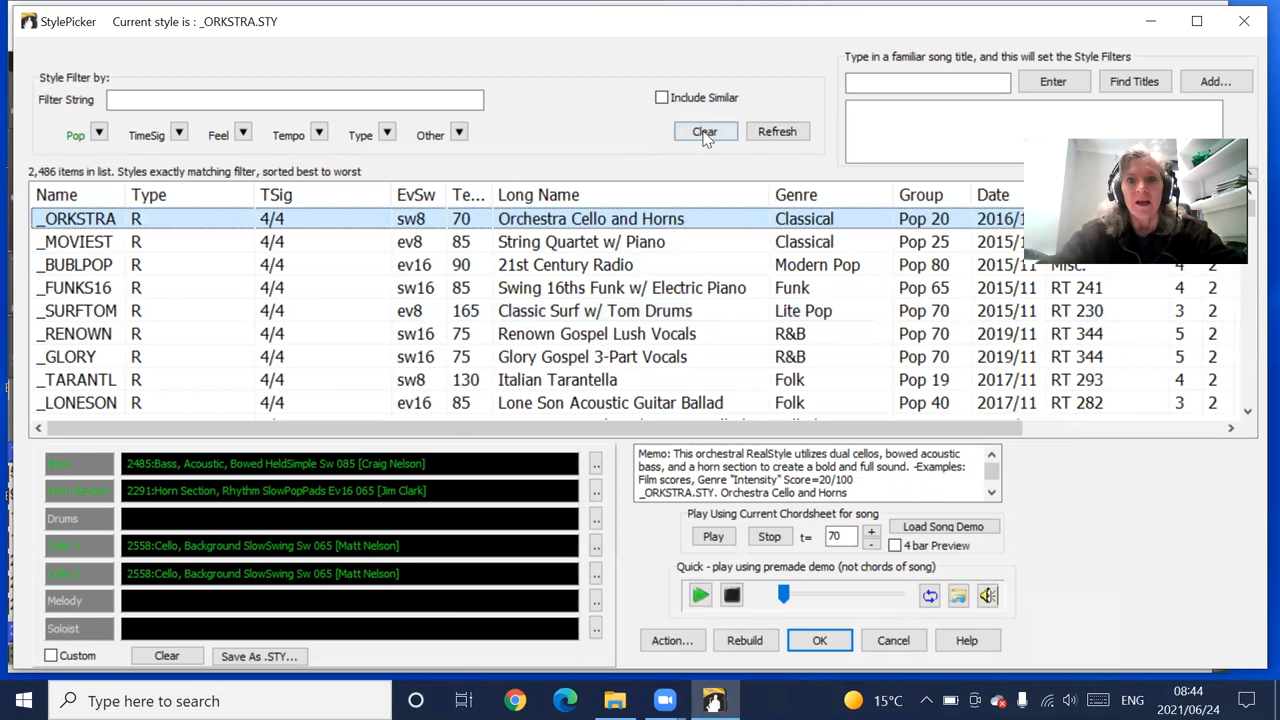 StylePicker Current style is : _ORKSTRA.STY
Type in a familiar song title, and this will set the Style Filters
Style Filter by:
Filter String
Include Similar
Enter Find Titles Add...
Pop TimeSig Feel Tempo Type Other Clear Refresh
2,486 items in list. Styles exactly matching filter, sorted best to worst
Name Type TSig EvSw Te... Long Name Genre Group Date
_ORKSTRA R 4/4 sw8 70 Orchestra Cello and Horns Classical Pop 20 2016/1
_MOVIEST R 4/4 ev8 85 String Quartet w/ Piano Classical Pop 25 2015/1
_BUBLPOP R 4/4 ev16 90 21st Century Radio Modern Pop Pop 80 2015/11 Misc. 4 2
_FUNKS16 R 4/4 sw16 85 Swing 16ths Funk w/ Electric Piano Funk Pop 65 2015/11 RT 241 4 2
_SURFTOM R 4/4 ev8 165 Classic Surf w/ Tom Drums Lite Pop Pop 70 2015/11 RT 230 3 2
_RENOWN R 4/4 sw16 75 Renown Gospel Lush Vocals R&B Pop 70 2019/11 RT 344 5 2
_GLORY R 4/4 sw16 75 Glory Gospel 3-Part Vocals R&B Pop 70 2019/11 RT 344 5 2
_TARANTL R 4/4 sw8 130 Italian Tarantella Folk Pop 19 2017/11 RT 293 4 2
_LONESON R 4/4 ev16 85 Lone Son Acoustic Guitar Ballad Folk Pop 40 2017/11 RT 282 3 2
2485:Bass, Acoustic, Bowed HeldSimple Sw 085 [Craig Nelson]
2291:Horn Section, Rhythm SlowPopPads Ev16 065 [Jim Clark]
Drums
2558:Cello, Background SlowSwing Sw 065 [Matt Nelson]
2558:Cello, Background SlowSwing Sw 065 [Matt Nelson]
Melody
Soloist
Custom Clear Save As .STY...
Memo: This orchestral RealStyle utilizes dual cellos, bowed acoustic
bass, and a horn section to create a bold and full sound. -Examples:
Film scores, Genre "Intensity" Score=20/100
_ORKSTRA.STY. Orchestra Cello and Horns
Play Using Current Chordsheet for song
Play Stop t= 70 + - Load Song Demo
4 bar Preview
Quick - play using premade demo (not chords of song)
Action... Rebuild OK Cancel Help
Type here to search
15°C ENG 08:44
2021/06/24